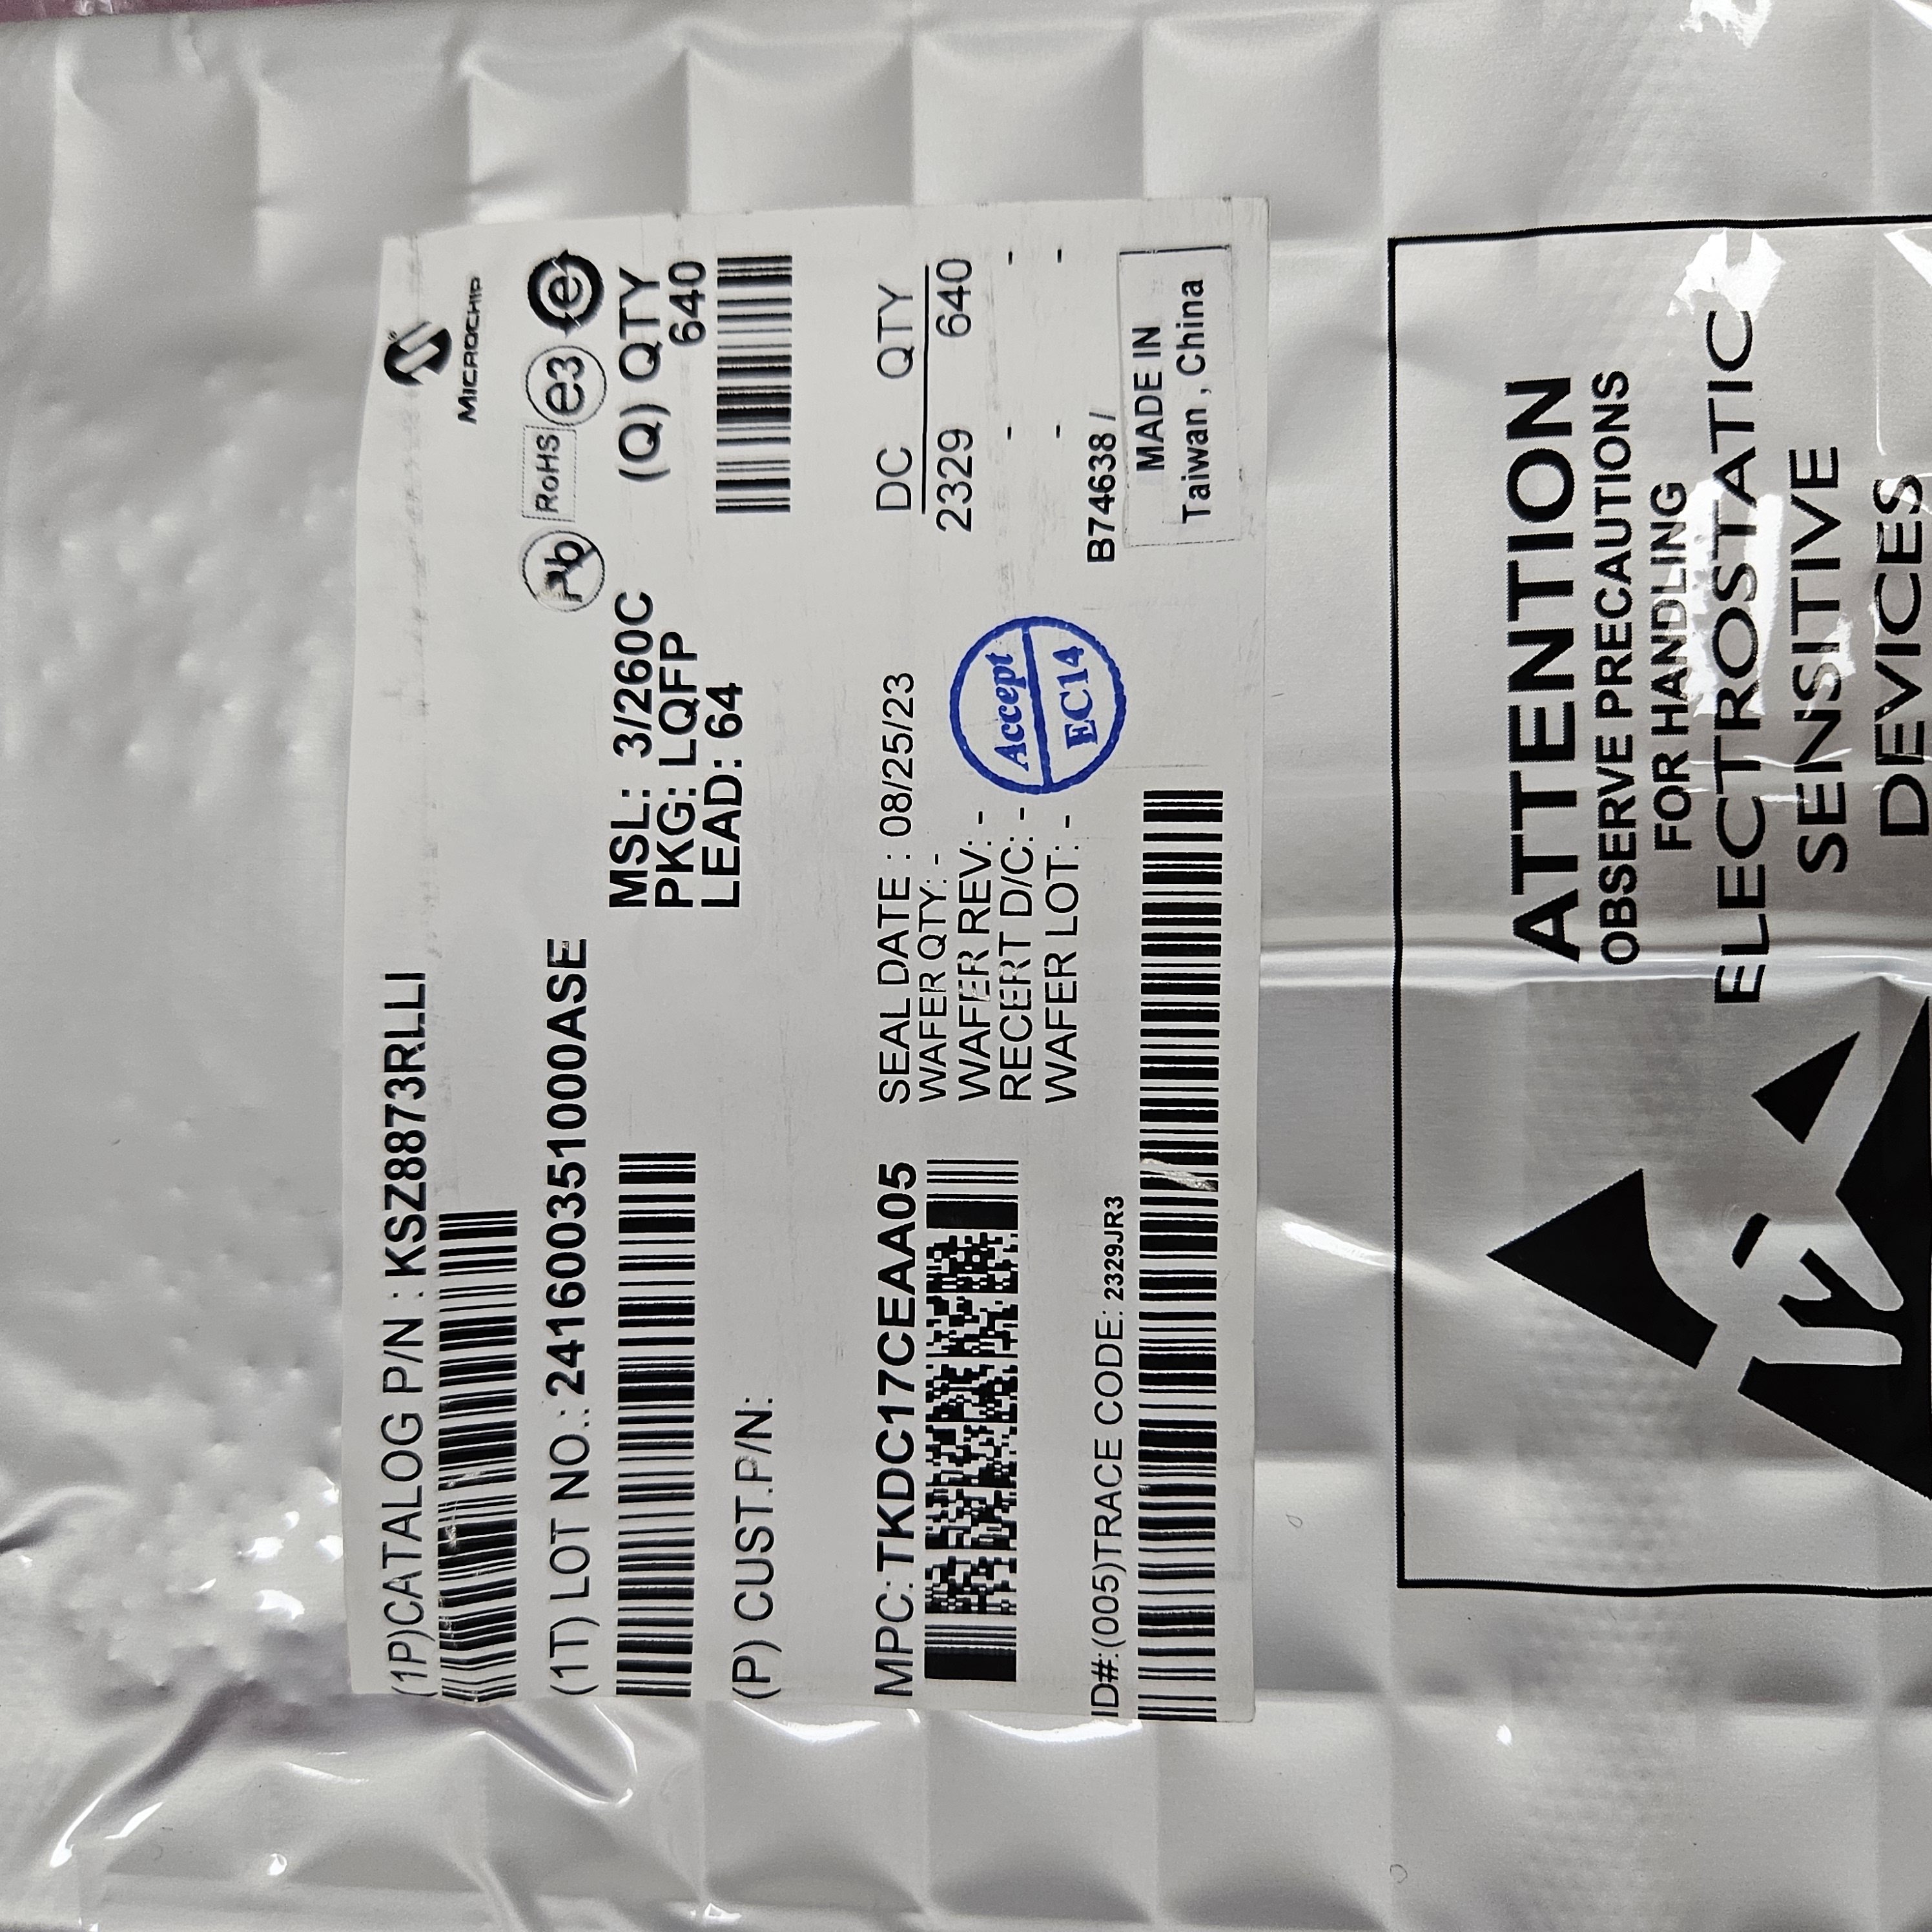 MICROCHIP
(1P)CATALOG P/N : KSZ8873RLLI
Pb RoHS e3 e
(1T) LOT NO.: 241600351000ASE
MSL: 3/260C
PKG: LQFP
LEAD: 64
(Q) QTY
640
(P) CUST.P/N:
MPC: TKDC17CEAA05
SEAL DATE : 08/25/23
WAFER QTY: -
WAFER REV: -
RECERT D/C: -
WAFER LOT: -
Accept
EC14
DC QTY
2329 640
- -
- -
B74638 /
MADE IN
Taiwan , China
ID#:(005)TRACE CODE: 2329JR3
ATTENTION
OBSERVE PRECAUTIONS
FOR HANDLING
ELECTROSTATIC
SENSITIVE
DEVICES